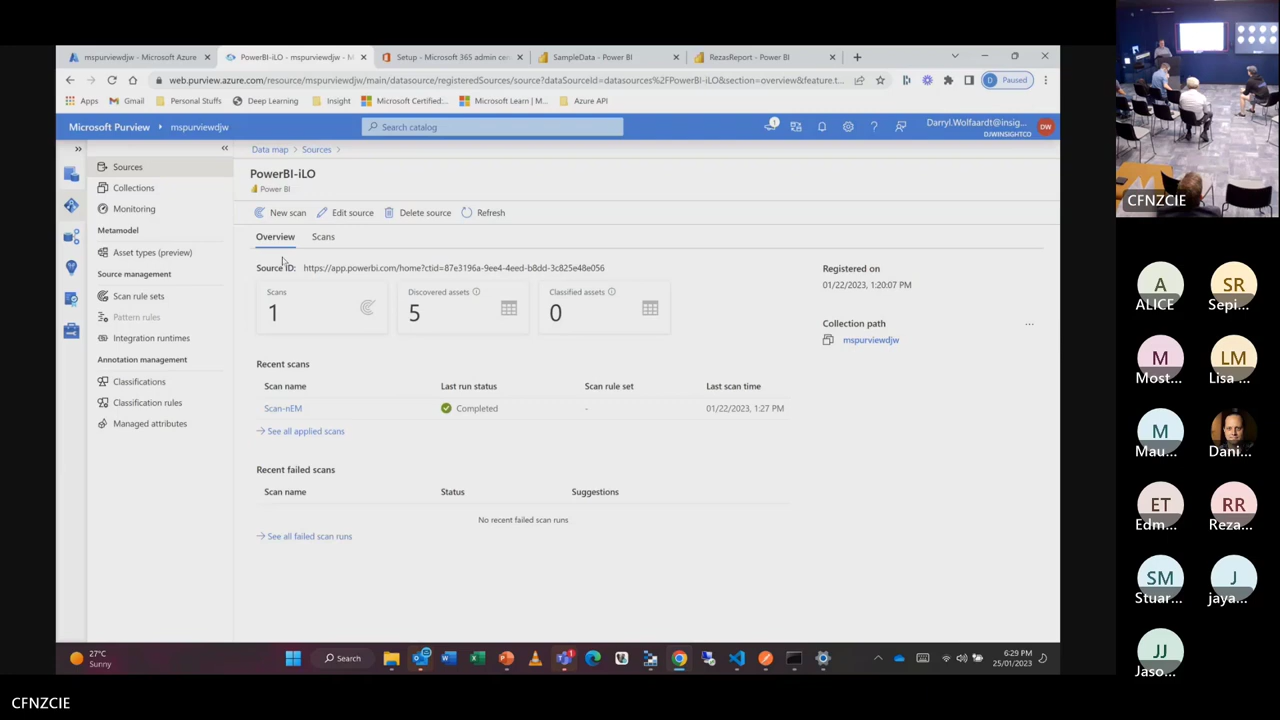 mspurviewdjw - Microsoft Azure
PowerBI-iLO - mspurviewdjw - M
Setup - Microsoft 365 admin ce
SampleData - Power BI
RezasReport - Power BI
web.purview.azure.com/resource/mspurviewdjw/main/datasource/registeredSources/source?dataSourceId=datasources%2FPowerBI-iLO&section=overview&feature.t...
Paused
Apps
Gmail
Personal Stuffs
Deep Learning
Insight
Microsoft Certified...
Microsoft Learn | M...
Azure API
Microsoft Purview
mspurviewdjw
Search catalog
1
Darryl.Wolfaardt@insig...
DJWINSIGHTCO
DW
Sources
Collections
Monitoring
Metamodel
Asset types (preview)
Source management
Scan rule sets
Pattern rules
Integration runtimes
Annotation management
Classifications
Classification rules
Managed attributes
Data map
Sources
PowerBI-iLO
Power BI
New scan
Edit source
Delete source
Refresh
Overview
Scans
Source ID: https://app.powerbi.com/home?ctid=87e3196a-9ee4-4eed-b8dd-3c825e48e056
Scans
1
Discovered assets
5
Classified assets
0
Registered on
01/22/2023, 1:20:07 PM
Collection path
mspurviewdjw
Recent scans
Scan name Last run status Scan rule set Last scan time
Scan-nEM Completed - 01/22/2023, 1:27 PM
See all applied scans
Recent failed scans
Scan name Status Suggestions
No recent failed scan runs
See all failed scan runs
27°C
Sunny
Search
6:29 PM
25/01/2023
CFNZCIE
A
ALICE
SR
Sepi...
M
Most...
LM
Lisa ...
M
Mau...
Dani...
ET
Edm...
RR
Reza...
SM
Stuar...
J
jaya...
JJ
Jaso...
CFNZCIE